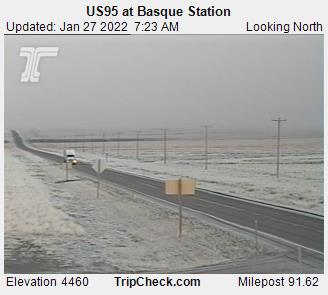 US95 at Basque Station
Updated: Jan 27 2022 7:23 AM Looking North
Elevation 4460 TripCheck.com Milepost 91.62